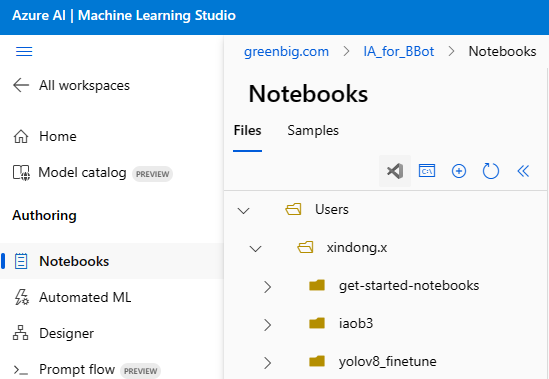 Azure AI | Machine Learning Studio
greenbig.com > IA_for_BBot > Notebooks
All workspaces
Notebooks
Files Samples
Home
Model catalog PREVIEW
C:\
Authoring
Users
xindong.x
Notebooks
get-started-notebooks
Automated ML
iaob3
Designer
yolov8_finetune
Prompt flow PREVIEW